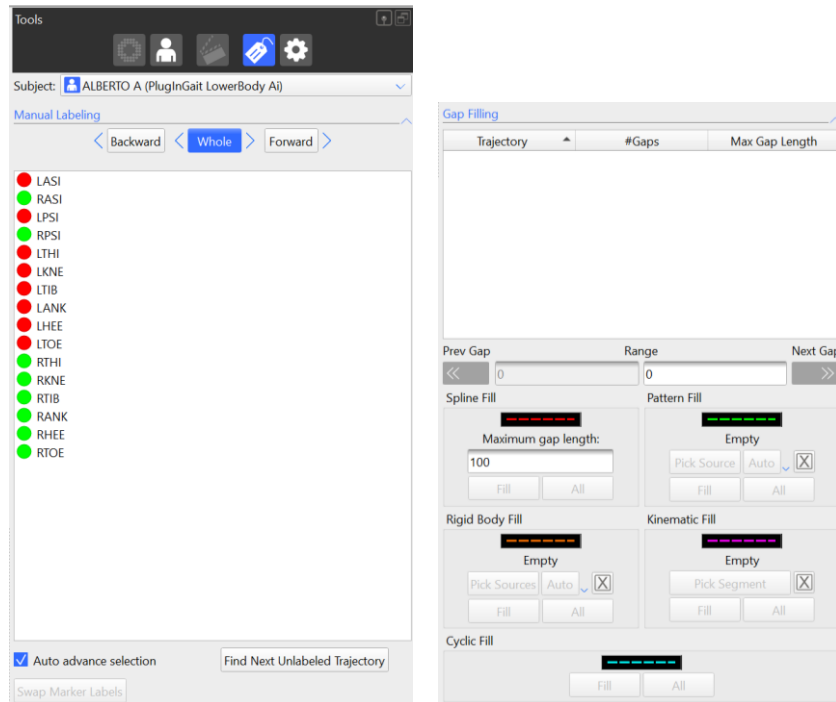 Tools
Subject: ALBERTO A (PlugInGait LowerBody Ai)
Manual Labeling
Backward Whole Forward
LASI
RASI
LPSI
RPSI
LTHI
LKNE
LTIB
LANK
LHEE
LTOE
RTHI
RKNE
RTIB
RANK
RHEE
RTOE
Auto advance selection Find Next Unlabeled Trajectory
Swap Marker Labels
Gap Filling
Trajectory #Gaps Max Gap Length
Prev Gap Range Next Gap
0 0
Spline Fill Pattern Fill
Maximum gap length: Empty
100 Pick Source Auto X
Fill All Fill All
Rigid Body Fill Kinematic Fill
Empty Empty
Pick Sources Auto X Pick Segment X
Fill All Fill All
Cyclic Fill
Fill All